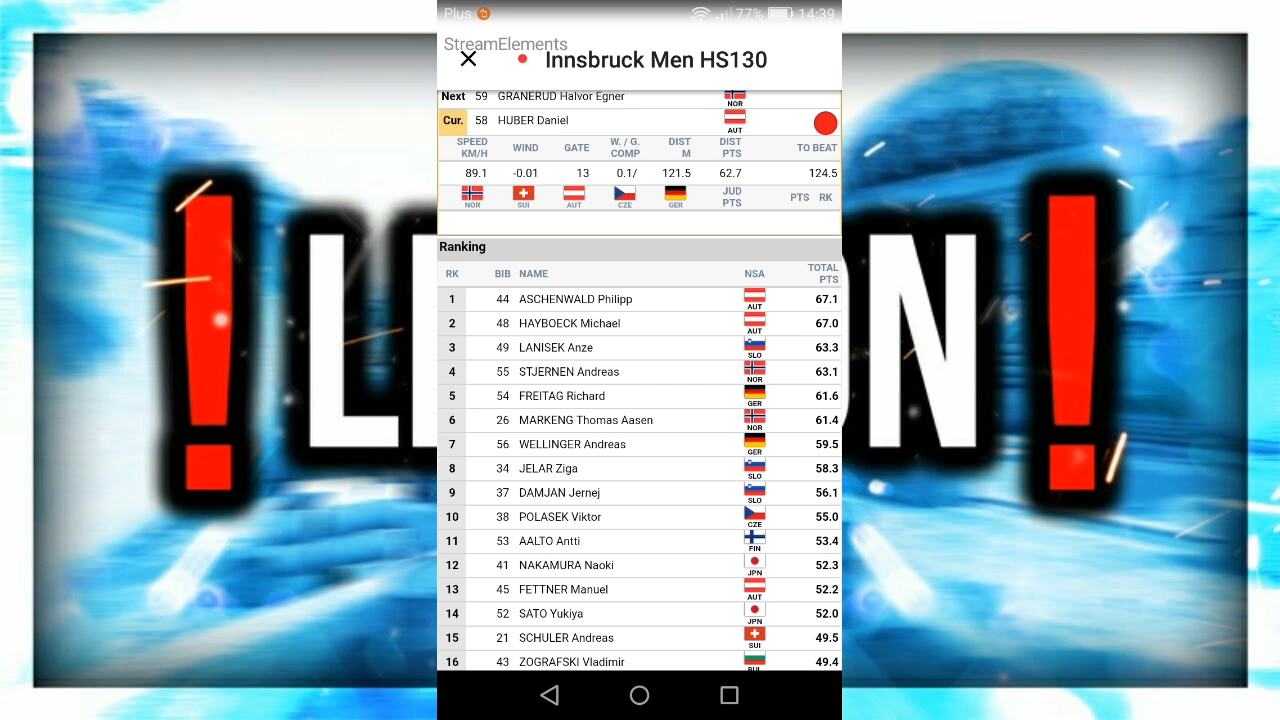 Plus 77% 14:39
StreamElements
Innsbruck Men HS130
Next 59 GRANERUD Halvor Egner NOR
Cur. 58 HUBER Daniel AUT
SPEED KM/H WIND GATE W. / G. COMP DIST M DIST PTS TO BEAT
89.1 -0.01 13 0.1/ 121.5 62.7 124.5
NOR SUI AUT CZE GER JUD PTS PTS RK
Ranking
RK BIB NAME NSA TOTAL PTS
1 44 ASCHENWALD Philipp AUT 67.1
2 48 HAYBOECK Michael AUT 67.0
3 49 LANISEK Anze SLO 63.3
4 55 STJERNEN Andreas NOR 63.1
5 54 FREITAG Richard GER 61.6
6 26 MARKENG Thomas Aasen NOR 61.4
7 56 WELLINGER Andreas GER 59.5
8 34 JELAR Ziga SLO 58.3
9 37 DAMJAN Jernej SLO 56.1
10 38 POLASEK Viktor CZE 55.0
11 53 AALTO Antti FIN 53.4
12 41 NAKAMURA Naoki JPN 52.3
13 45 FETTNER Manuel AUT 52.2
14 52 SATO Yukiya JPN 52.0
15 21 SCHULER Andreas SUI 49.5
16 43 ZOGRAFSKI Vladimir BUL 49.4
! L N !